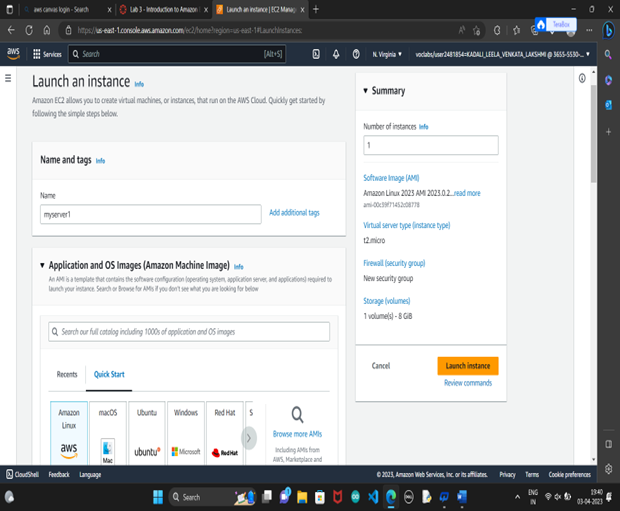 aws canvas login - Search
Lab 3 - Introduction to Amazon
Launch an instance | EC2 Manag
https://us-east-1.console.aws.amazon.com/ec2/home?region=us-east-1#LaunchInstances:
TeraBox
aws
Services
Search
[Alt+S]
N. Virginia
voclabs/user2481854=KADALI_LEELA_VENKATA_LAKSHMI @ 3655-5530-...
Launch an instance Info
Amazon EC2 allows you to create virtual machines, or instances, that run on the AWS Cloud. Quickly get started by
following the simple steps below.
Name and tags Info
Name
myserver1
Add additional tags
Application and OS Images (Amazon Machine Image) Info
An AMI is a template that contains the software configuration (operating system, application server, and applications) required to
launch your instance. Search or Browse for AMIs if you don't see what you are looking for below
Search our full catalog including 1000s of application and OS images
Recents
Quick Start
Amazon
Linux
aws
macOS
Mac
Ubuntu
ubuntu
Windows
Microsoft
Red Hat
Red Hat
S
Browse more AMIs
Including AMIs from
AWS, Marketplace and
Summary
Number of instances Info
1
Software Image (AMI)
Amazon Linux 2023 AMI 2023.0.2...read more
ami-00c39f71452c08778
Virtual server type (instance type)
t2.micro
Firewall (security group)
New security group
Storage (volumes)
1 volume(s) - 8 GiB
Cancel
Launch instance
Review commands
CloudShell
Feedback
Language
© 2023, Amazon Web Services, Inc. or its affiliates.
Privacy
Terms
Cookie preferences
Search
ENG
IN
19:40
03-04-2023